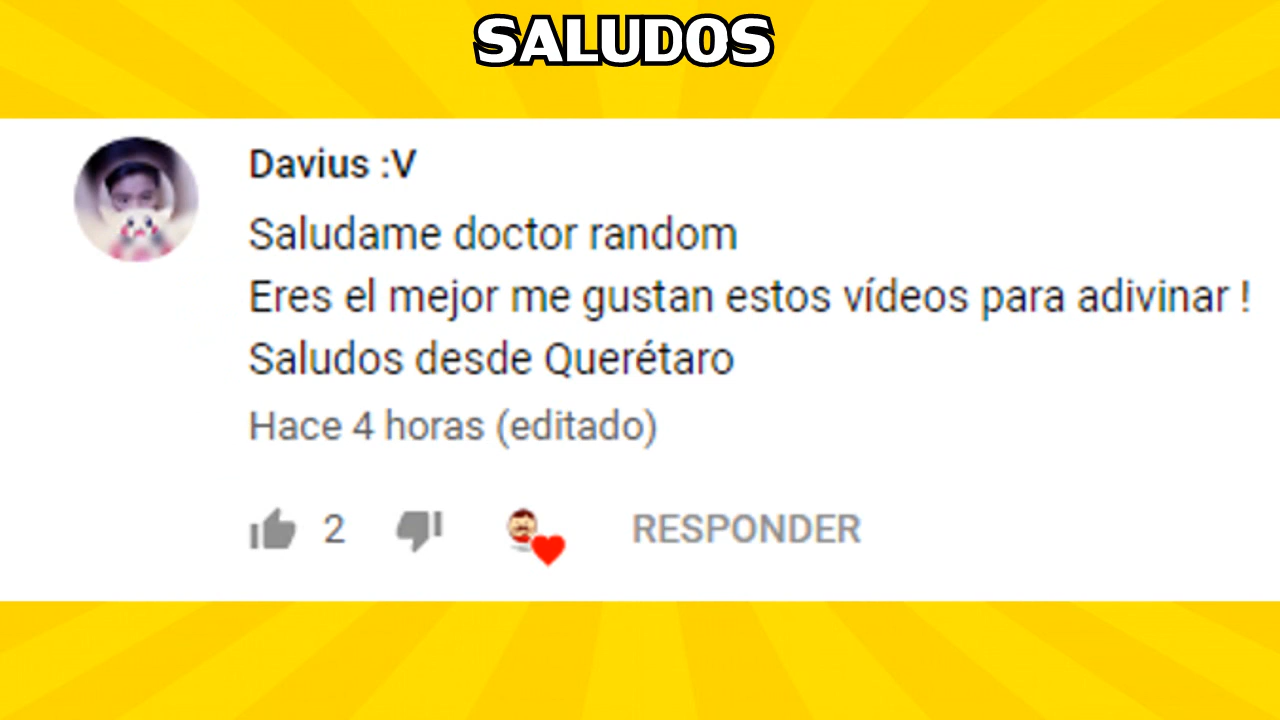 SALUDOS
Davius :V
Saludame doctor random
Eres el mejor me gustan estos vídeos para adivinar !
Saludos desde Querétaro
Hace 4 horas (editado)
2
RESPONDER